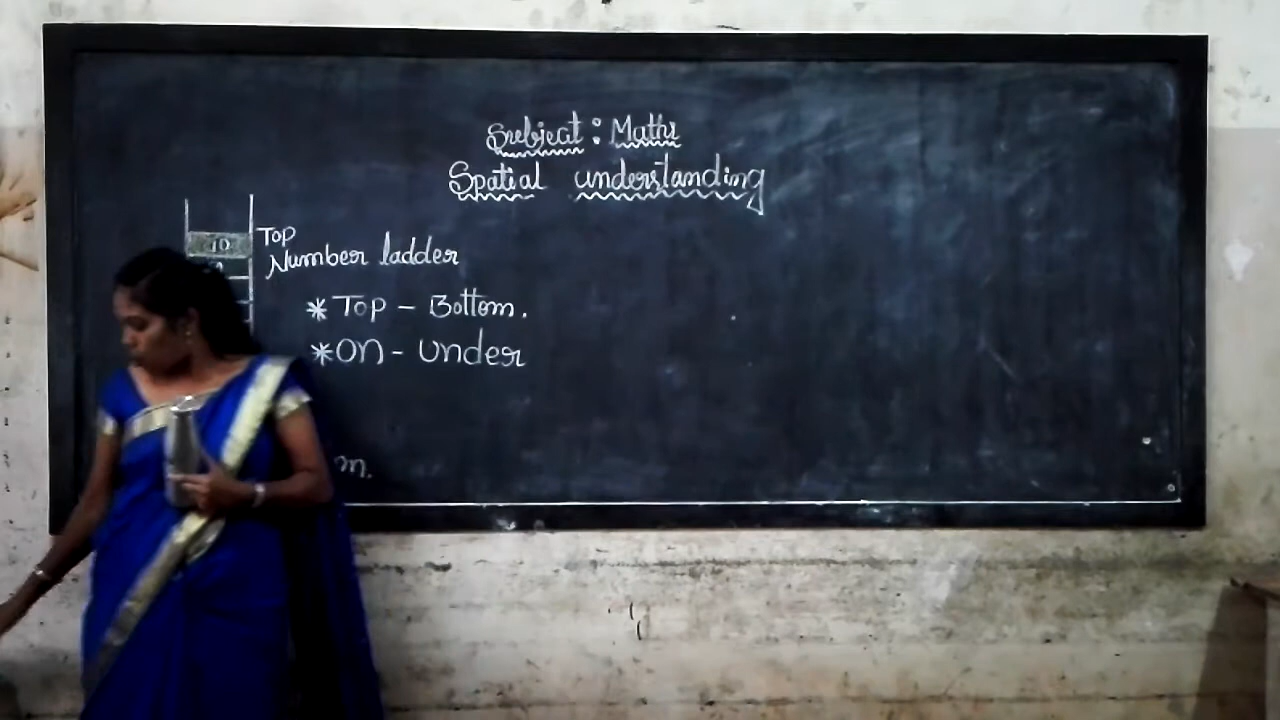 Subject : Maths
Spatial understanding
10
Top
Number ladder
* Top - Bottom.
* On - under
m.